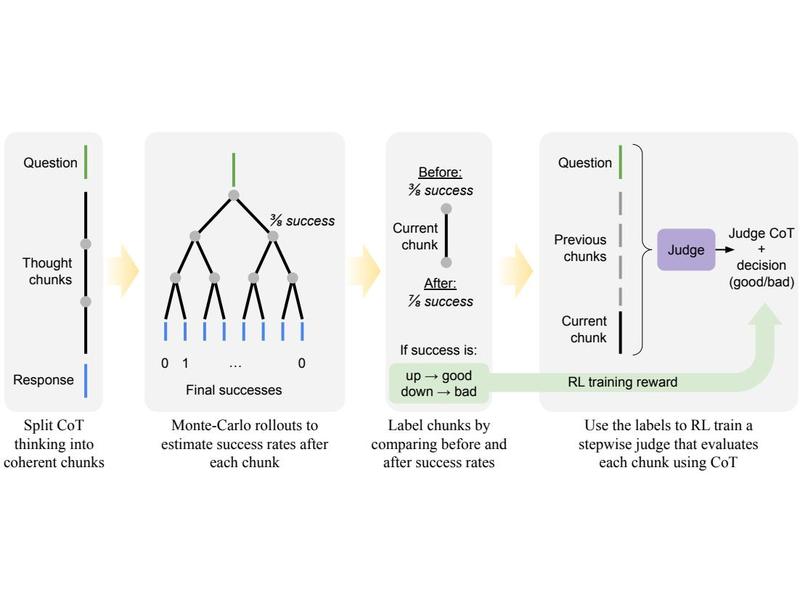 Question
Thought
chunks
Response
Split CoT
thinking into
coherent chunks
⅜ success
0 1 ... 0
Final successes
Monte-Carlo rollouts to
estimate success rates after
each chunk
Before:
⅜ success
Current
chunk
After:
⅞ success
If success is:
up → good
down → bad
Label chunks by
comparing before and
after success rates
Question
Previous
chunks
Current
chunk
Judge
Judge CoT
+
decision
(good/bad)
RL training reward
Use the labels to RL train a
stepwise judge that evaluates
each chunk using CoT